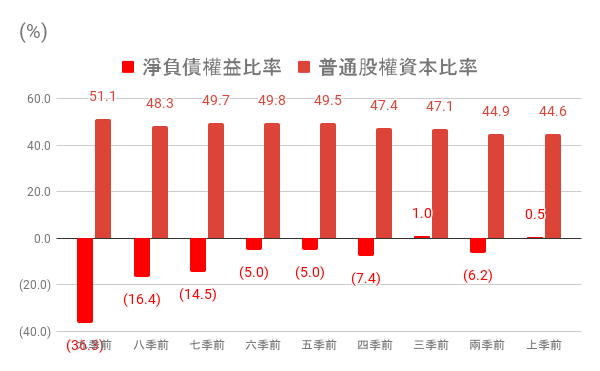 (%)
淨負債權益比率 普通股權資本比率
60.0
40.0
20.0
0.0
(20.0)
(40.0)
51.1 48.3 49.7 49.8 49.5 47.4 47.1 44.9 44.6
1.0 0.5
(16.4) (14.5) (5.0) (5.0) (7.4) (6.2)
九季前 八季前 七季前 六季前 五季前 四季前 三季前 兩季前 上季前